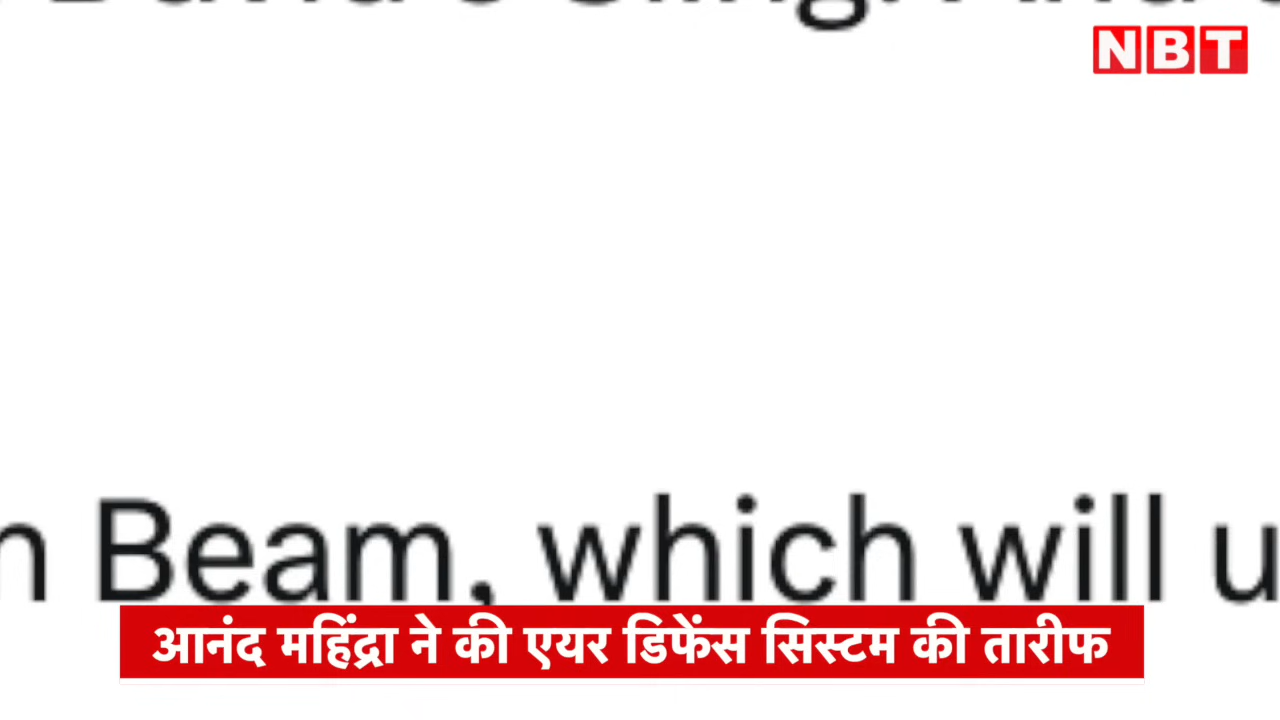 NBT
Beam, which will
आनंद महिंद्रा ने की एयर डिफेंस सिस्टम की तारीफ